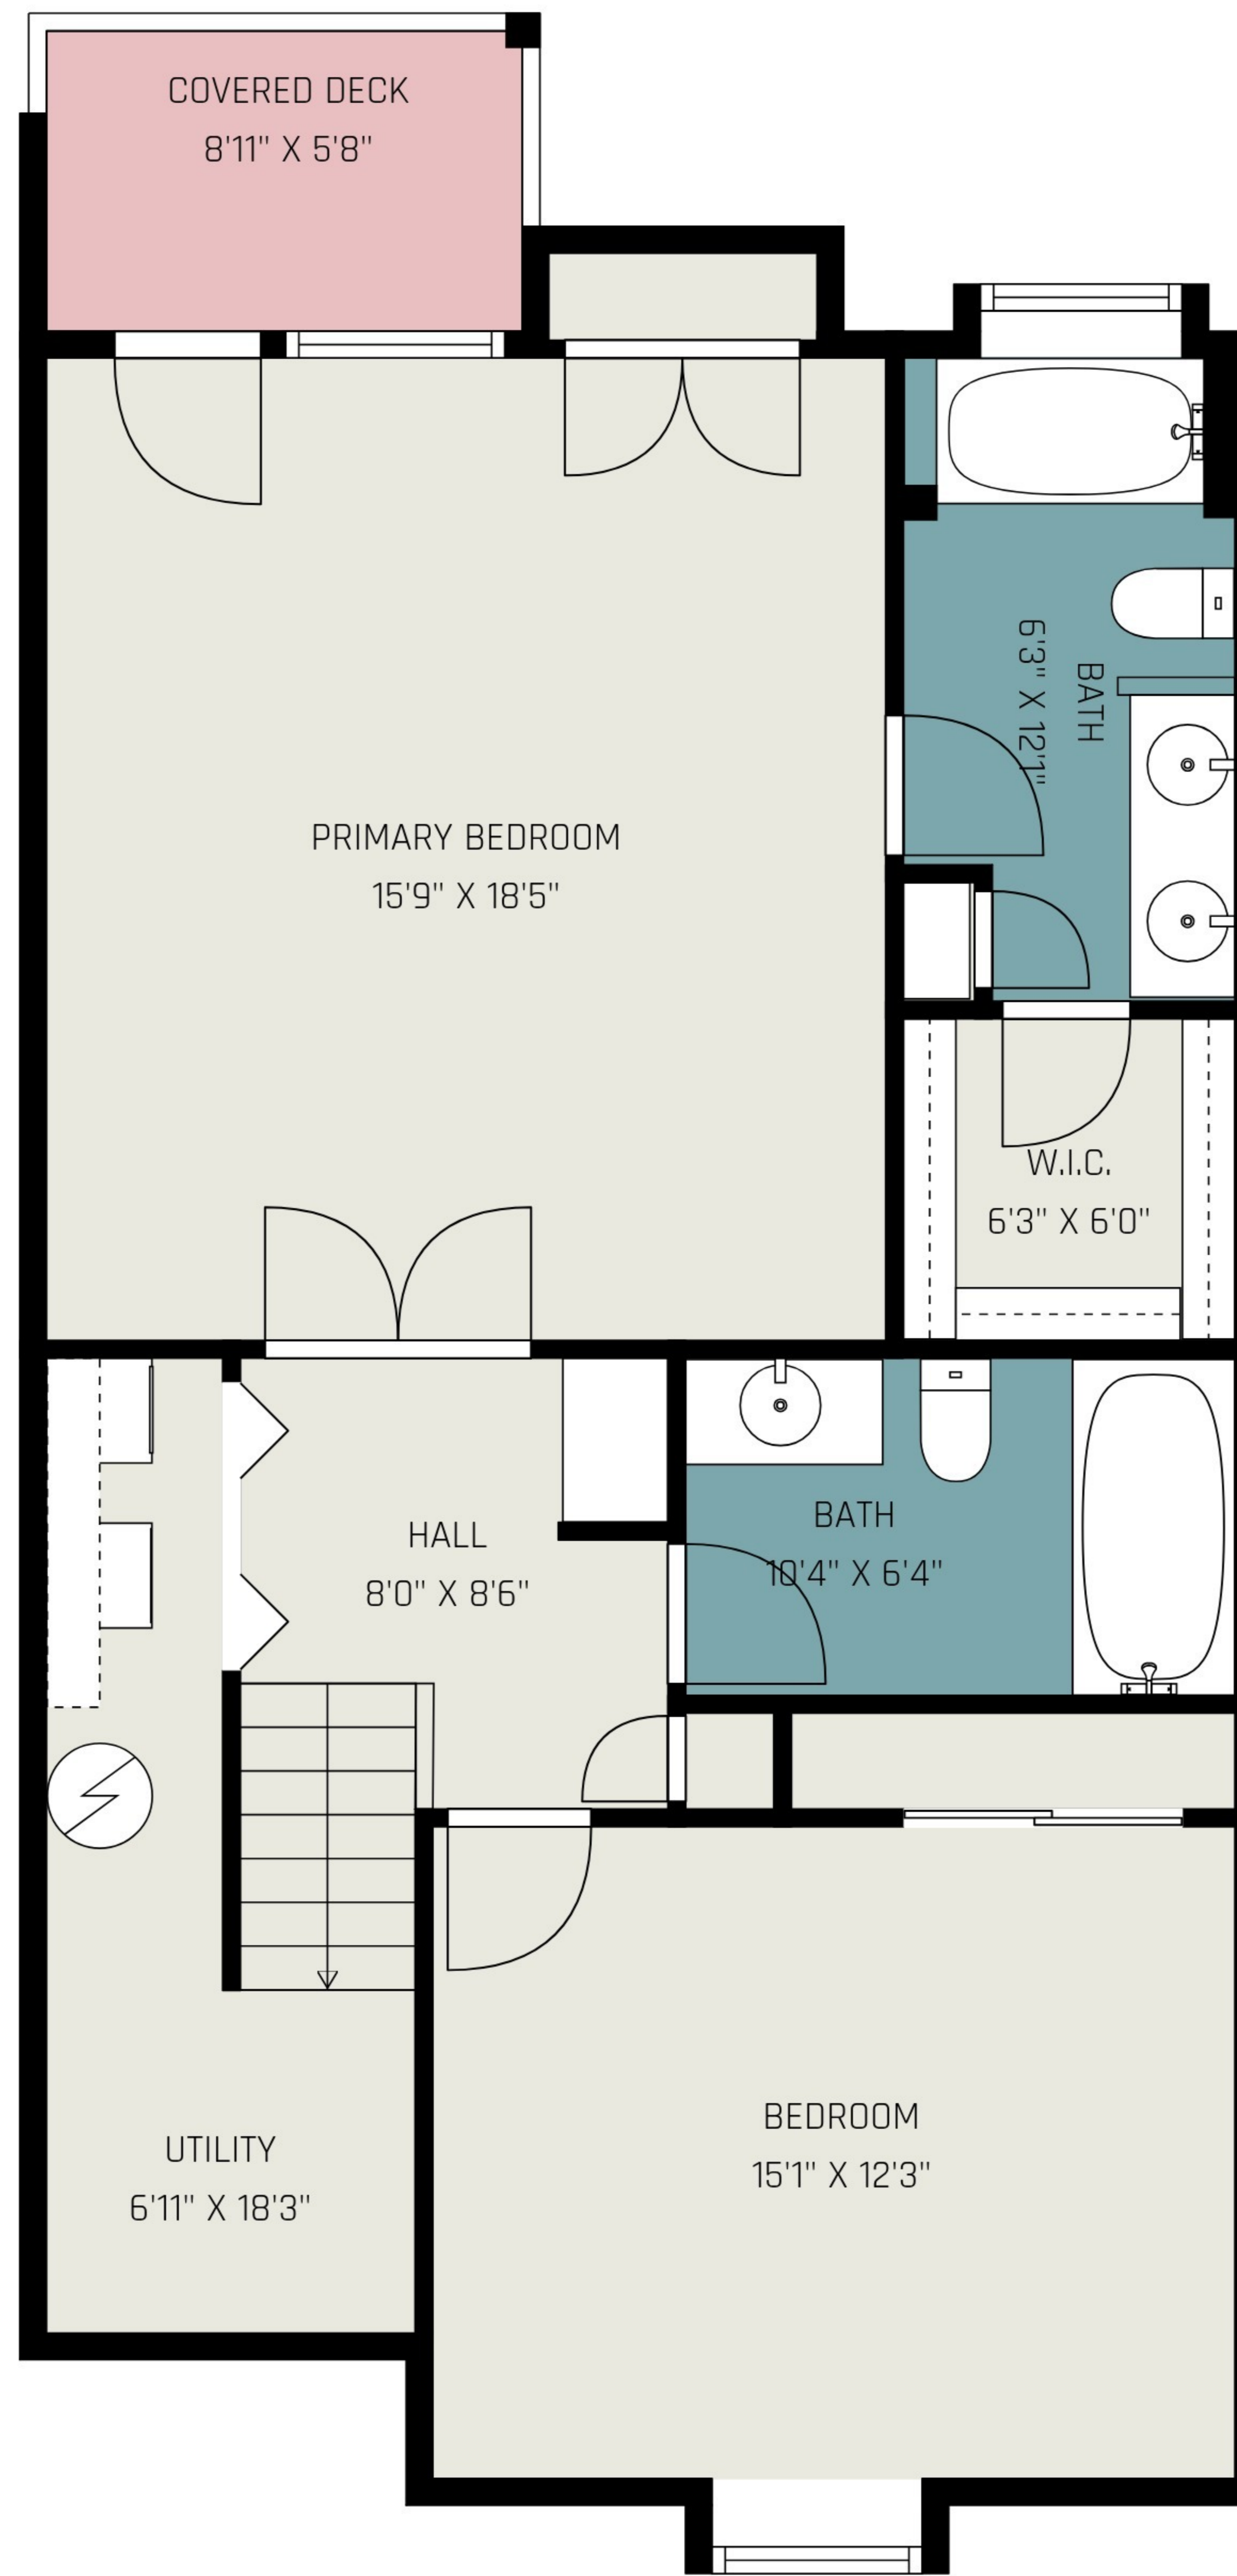 COVERED DECK
8'11" X 5'8"
BATH
6'3" X 12'1"
PRIMARY BEDROOM
15'9" X 18'5"
W.I.C.
6'3" X 6'0"
HALL
8'0" X 8'6"
BATH
10'4" X 6'4"
BEDROOM
15'1" X 12'3"
UTILITY
6'11" X 18'3"